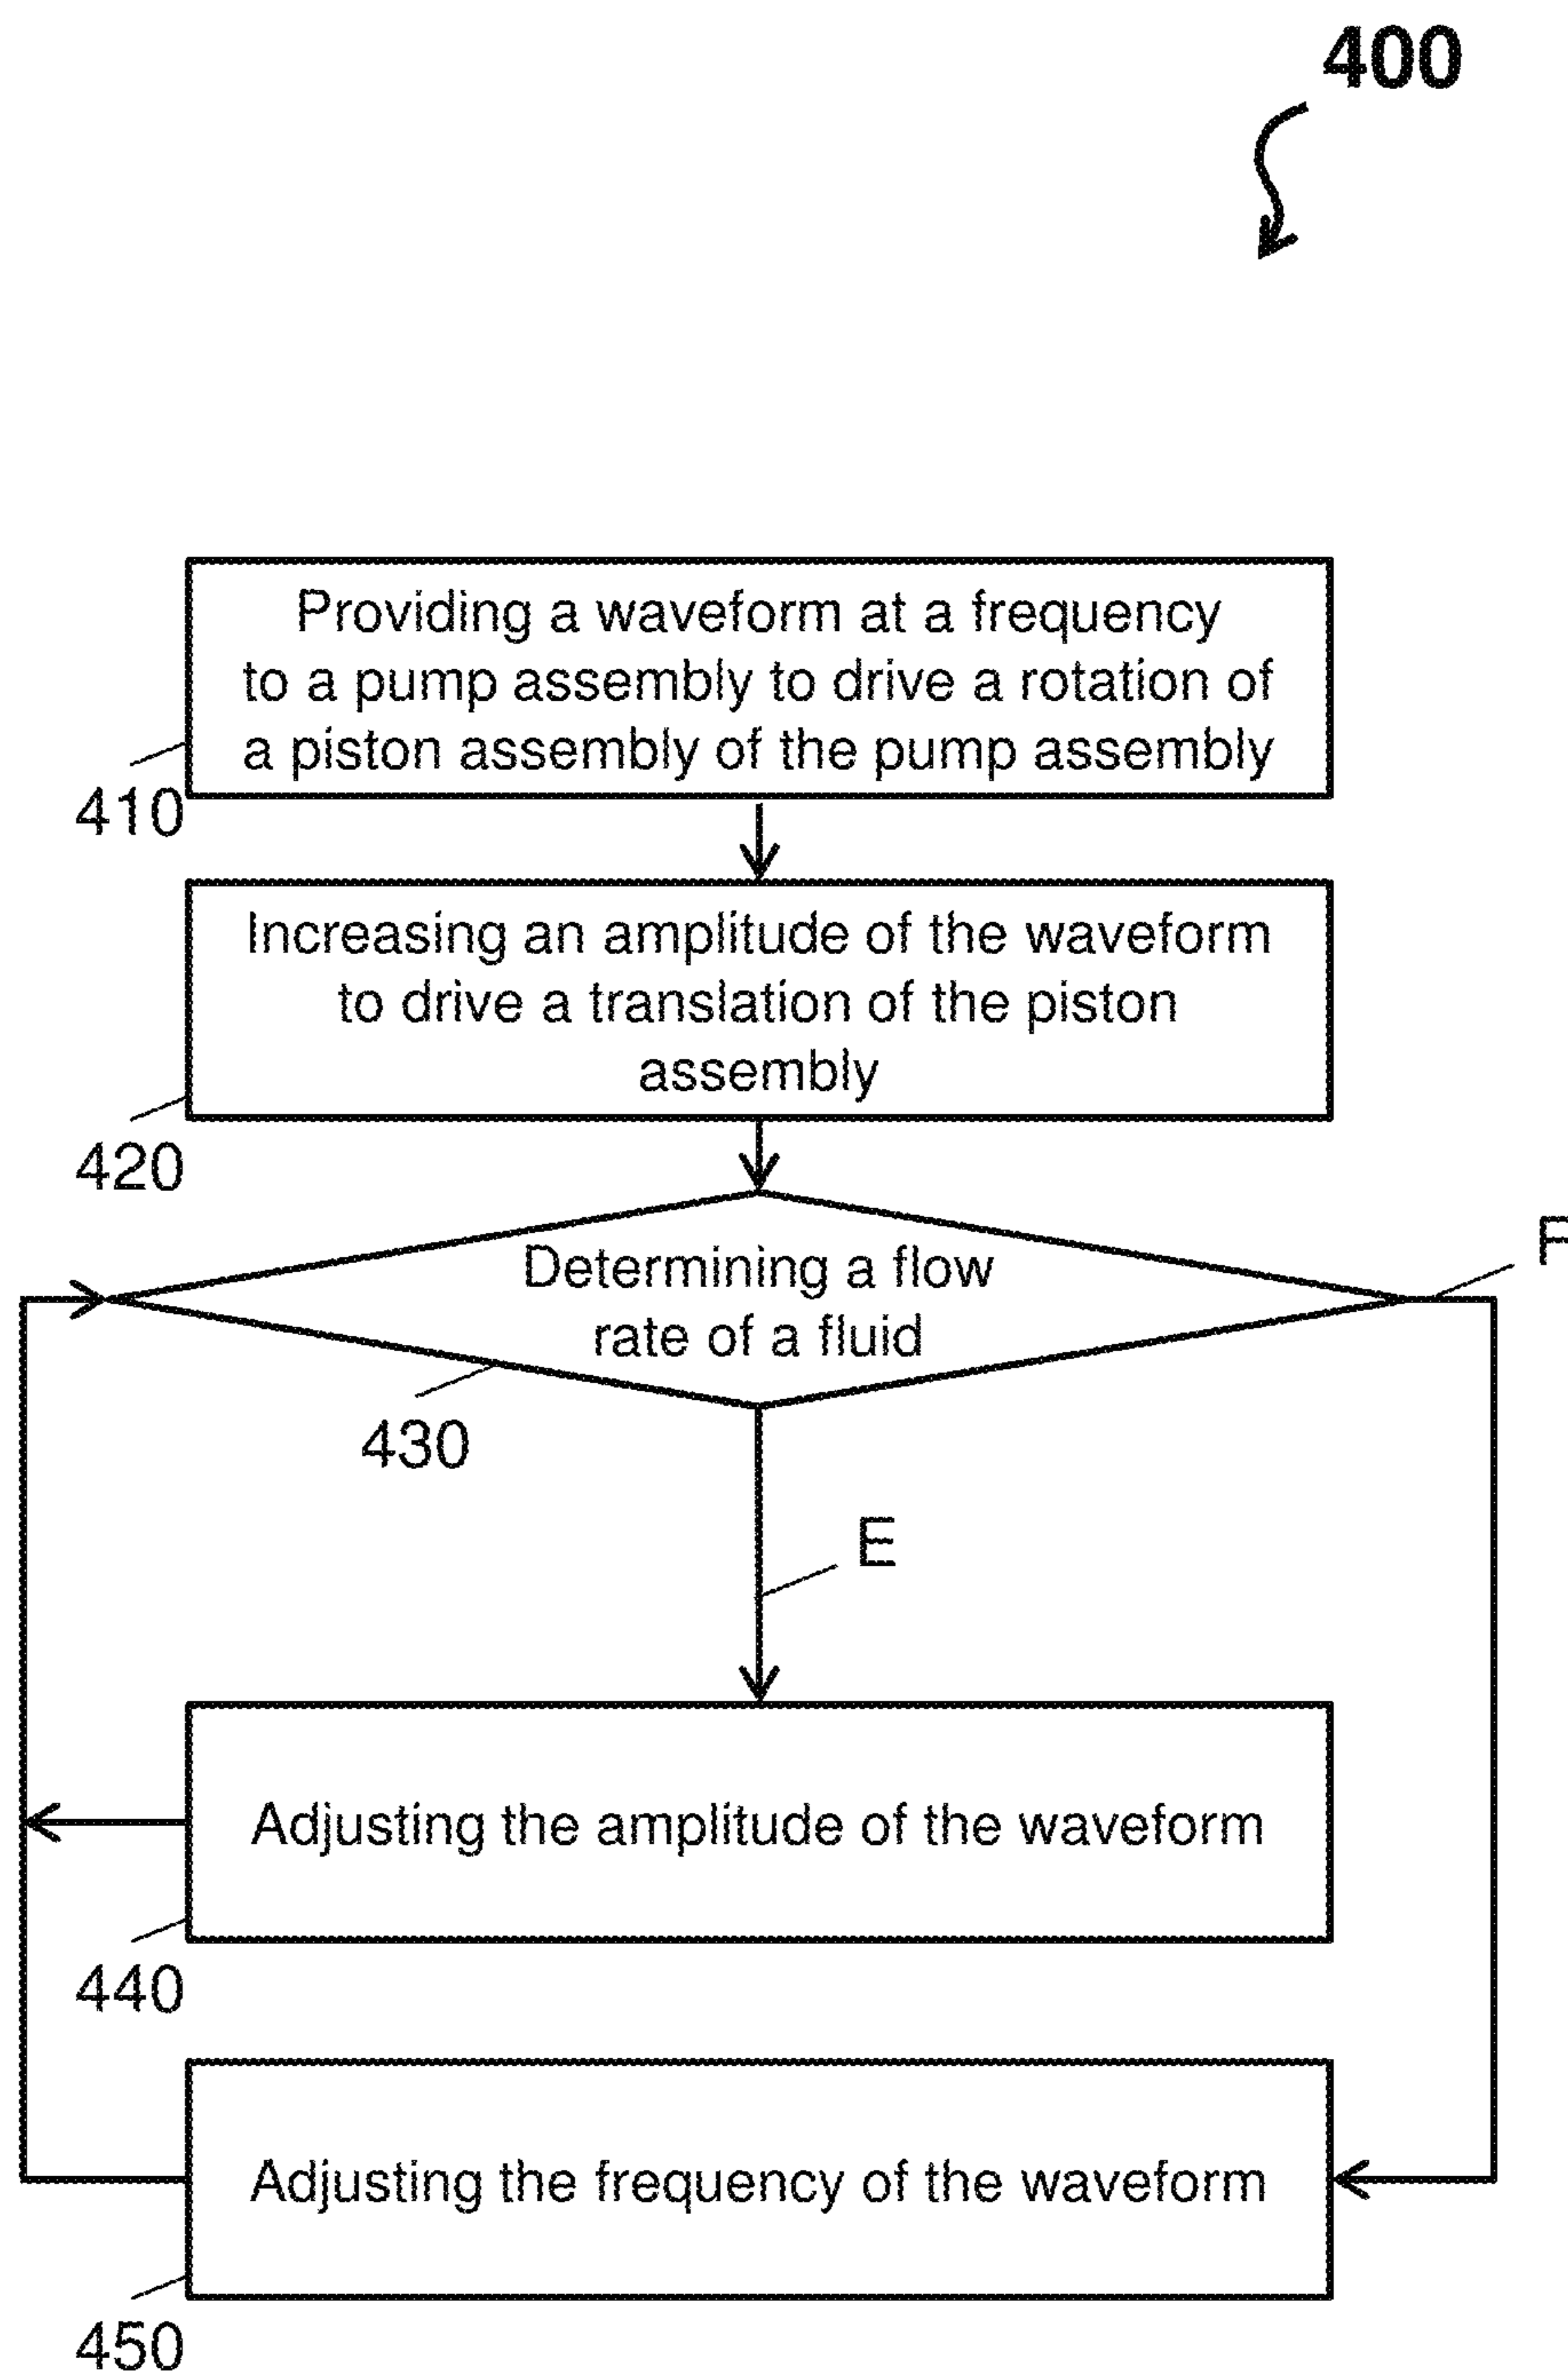 400
Providing a waveform at a frequency
to a pump assembly to drive a rotation of
a piston assembly of the pump assembly
410
Increasing an amplitude of the waveform
to drive a translation of the piston
assembly
420
Determining a flow
rate of a fluid
430
E
Adjusting the amplitude of the waveform
440
Adjusting the frequency of the waveform
450